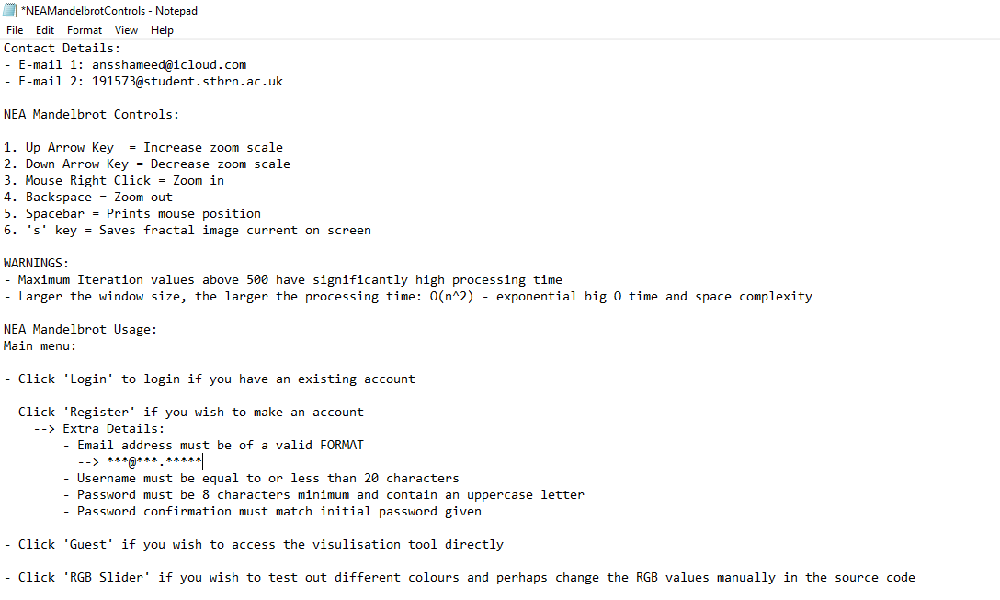 *NEAMandelbrotControls - Notepad
File Edit Format View Help
Contact Details:
- E-mail 1: ansshameed@icloud.com
- E-mail 2: 191573@student.stbrn.ac.uk
NEA Mandelbrot Controls:
1. Up Arrow Key  = Increase zoom scale
2. Down Arrow Key = Decrease zoom scale
3. Mouse Right Click = Zoom in
4. Backspace = Zoom out
5. Spacebar = Prints mouse position
6. 's' key = Saves fractal image current on screen
WARNINGS:
- Maximum Iteration values above 500 have significantly high processing time
- Larger the window size, the larger the processing time: O(n^2) - exponential big O time and space complexity
NEA Mandelbrot Usage:
Main menu:
- Click 'Login' to login if you have an existing account
- Click 'Register' if you wish to make an account
--> Extra Details:
- Email address must be of a valid FORMAT
--> ***@***.*****
- Username must be equal to or less than 20 characters
- Password must be 8 characters minimum and contain an uppercase letter
- Password confirmation must match initial password given
- Click 'Guest' if you wish to access the visulisation tool directly
- Click 'RGB Slider' if you wish to test out different colours and perhaps change the RGB values manually in the source code